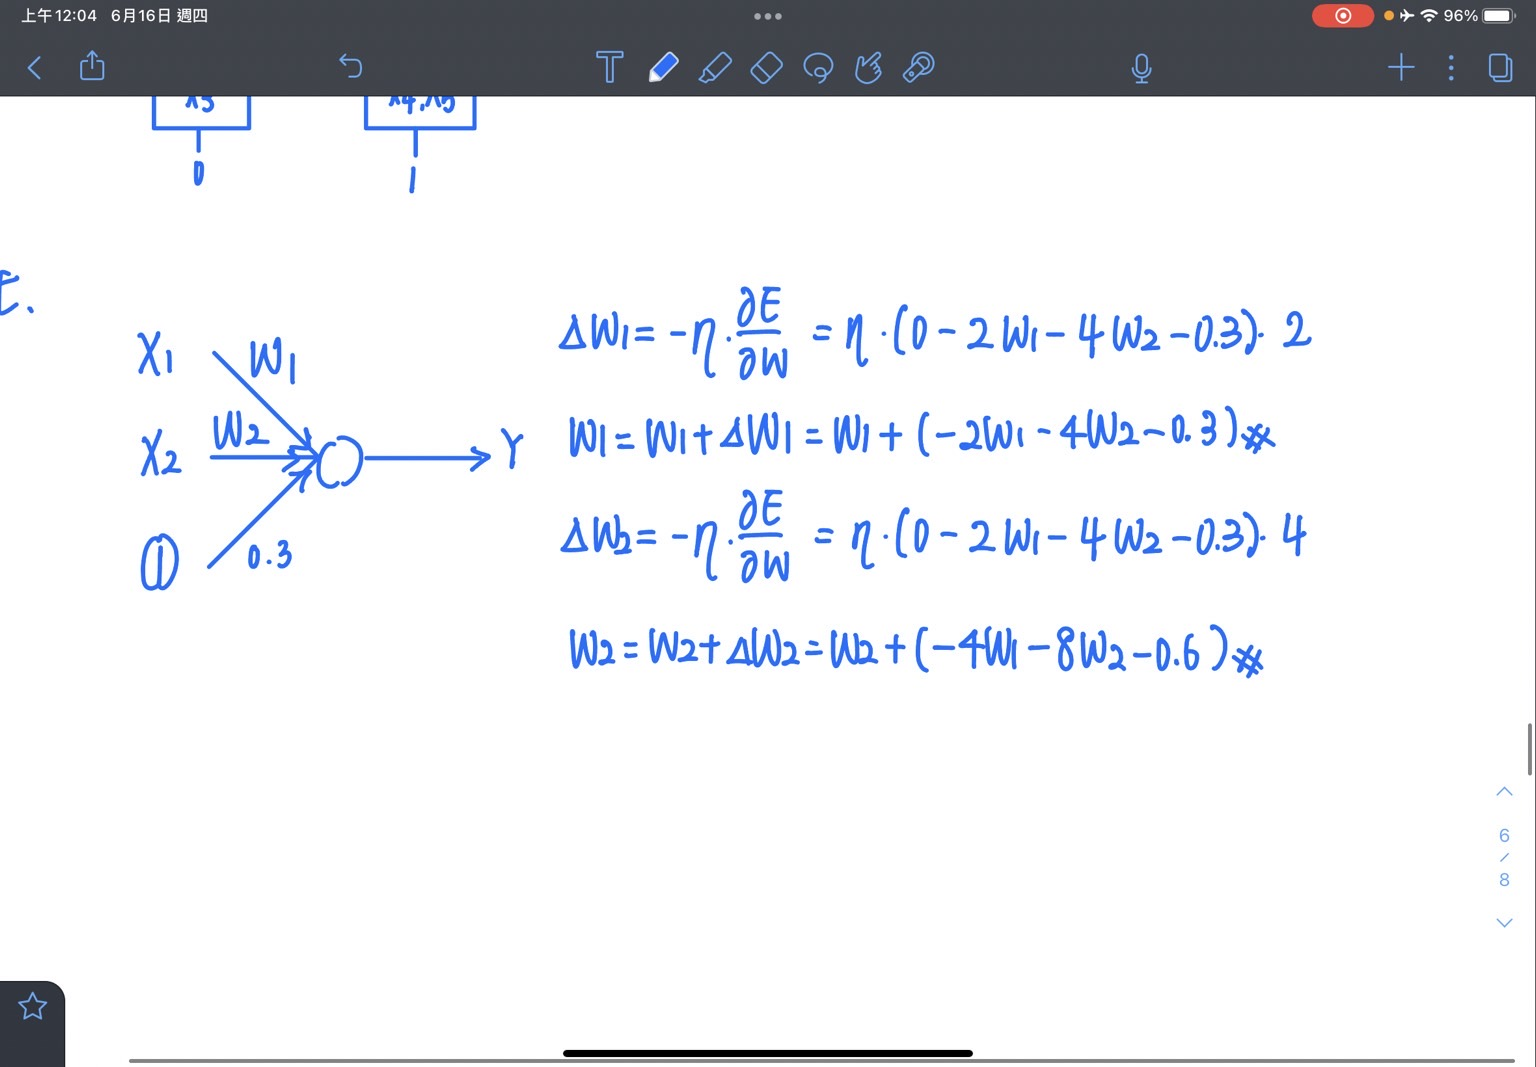 上午12:04 6月16日 週四
96%
X3
X4,X5
0
1
E.
X1
W1
X2
W2
1
0.3
Y
ΔW1 = -η · ∂E/∂W = η · (0 - 2W1 - 4W2 - 0.3) · 2
W1 = W1 + ΔW1 = W1 + (-2W1 - 4W2 - 0.3) ※
ΔW2 = -η · ∂E/∂W = η · (0 - 2W1 - 4W2 - 0.3) · 4
W2 = W2 + ΔW2 = W2 + (-4W1 - 8W2 - 0.6) ※
6
/
8